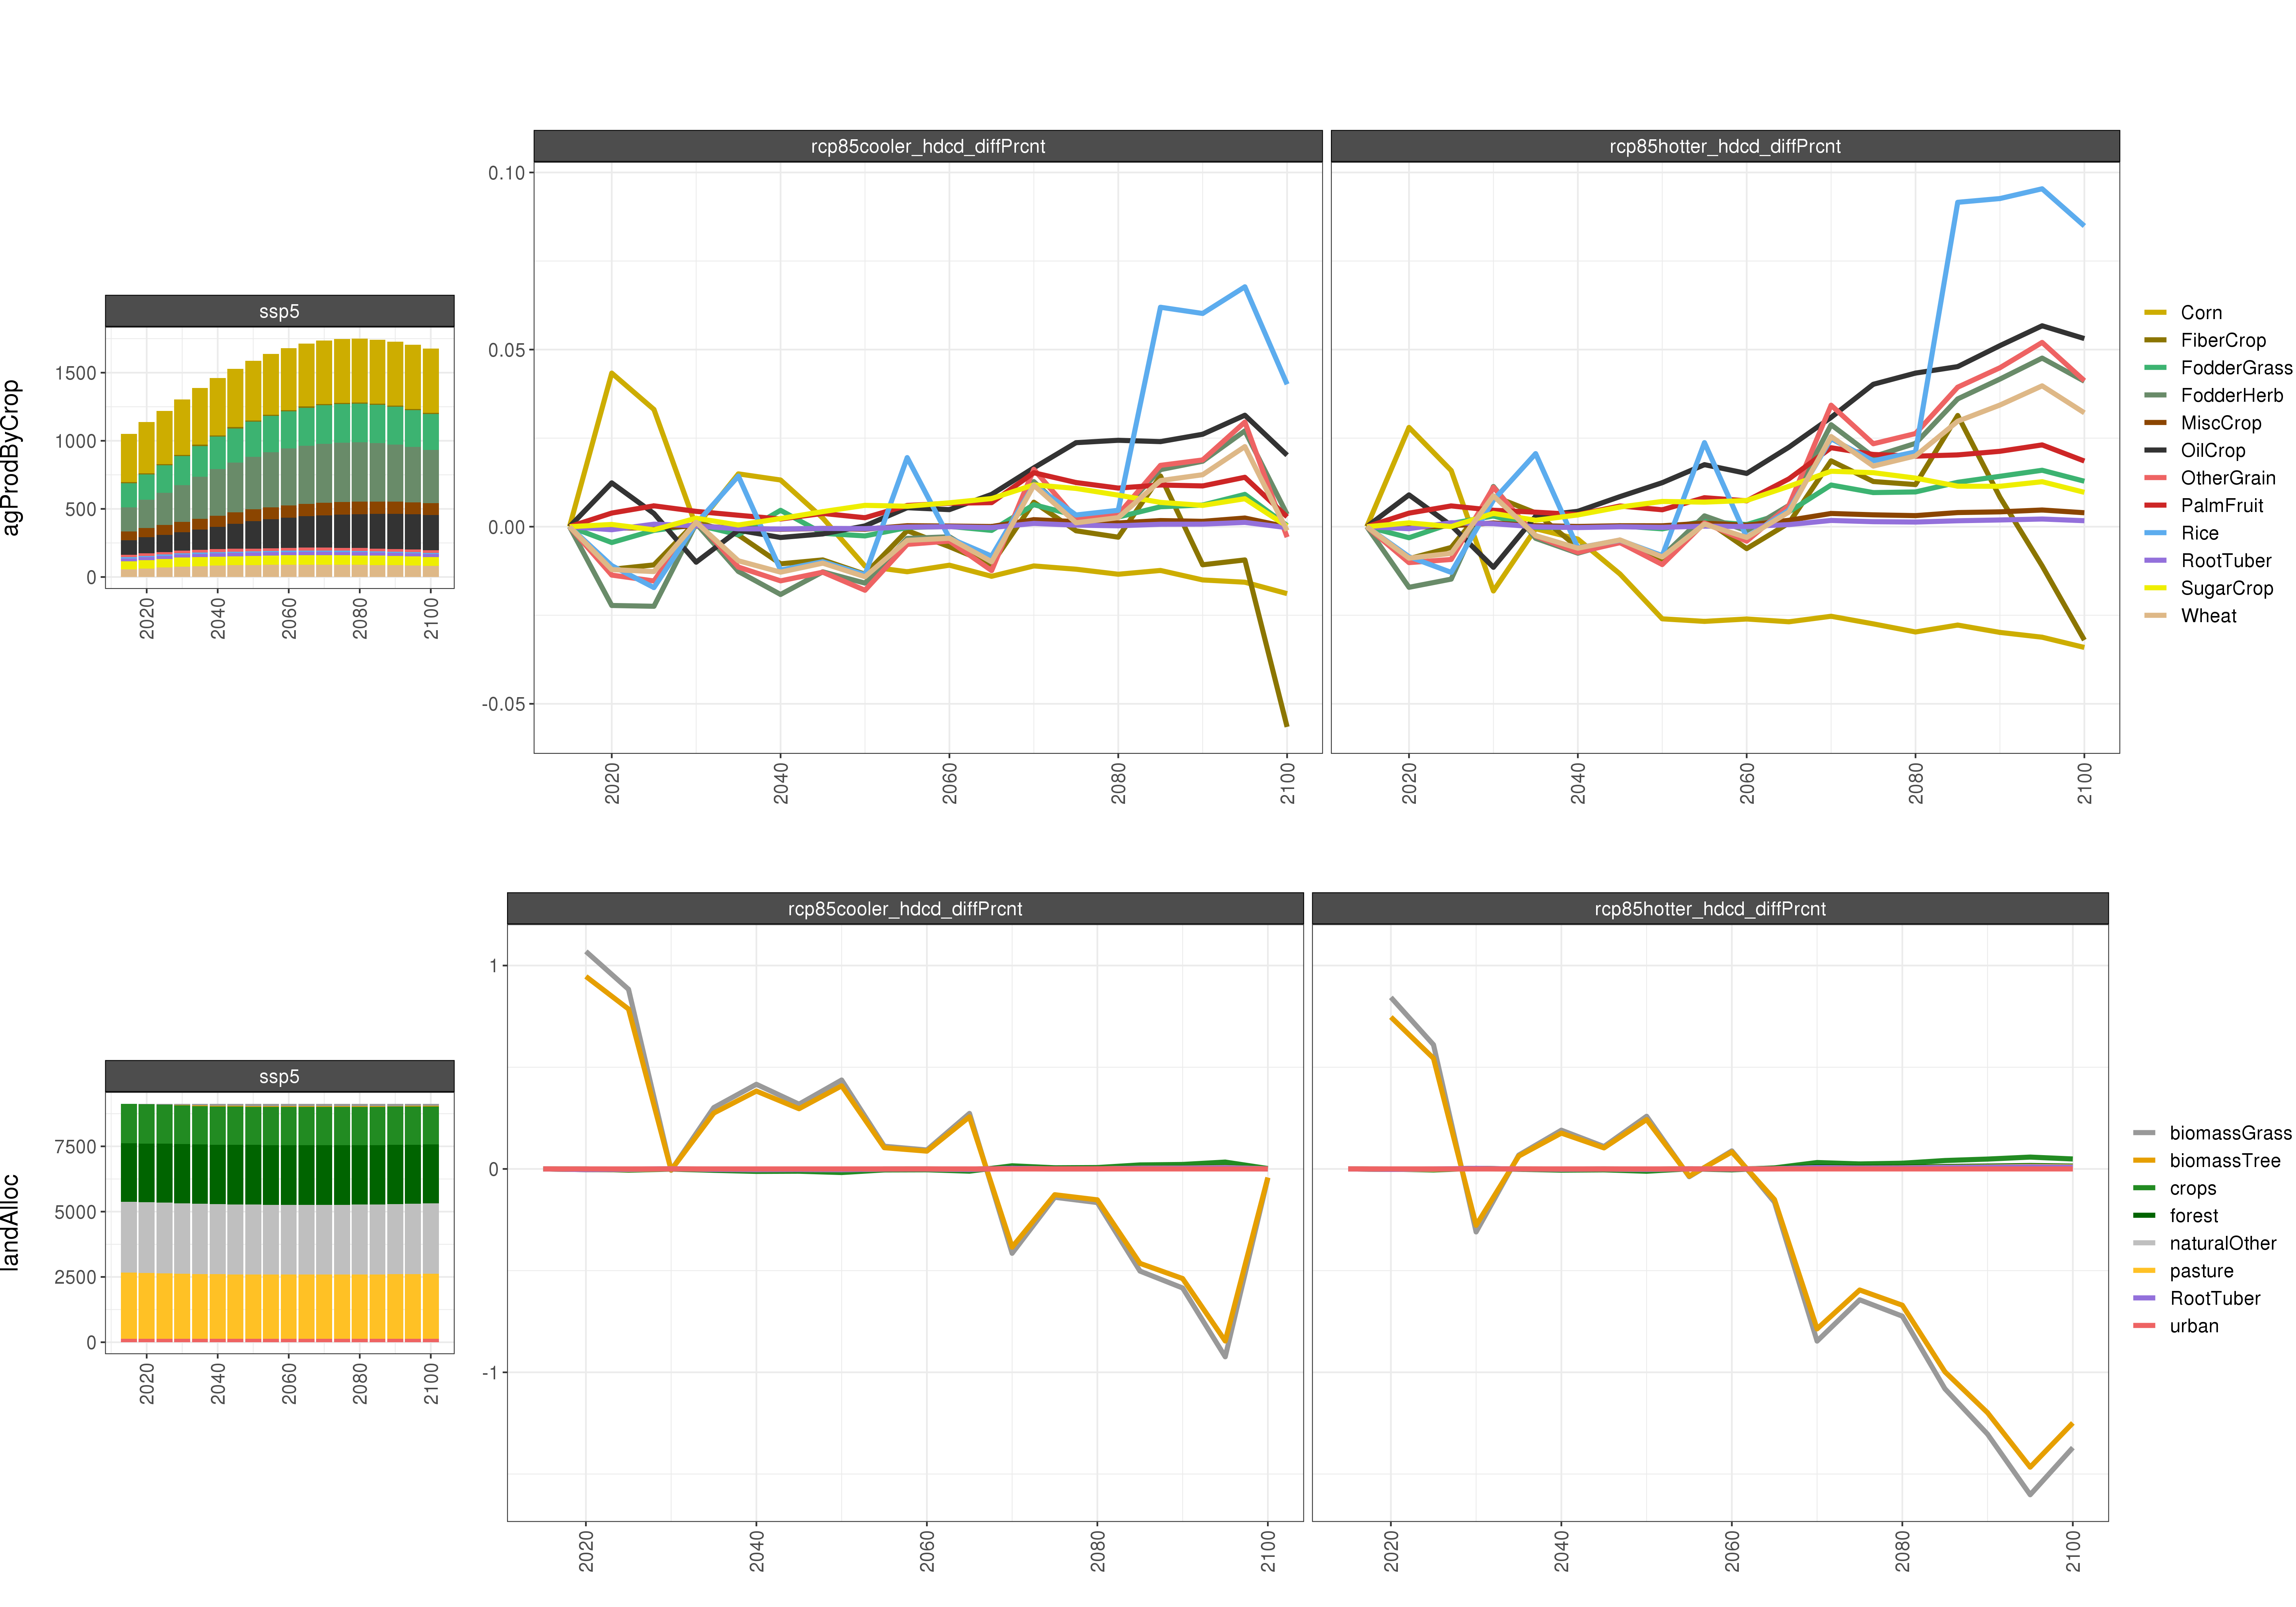 agProdByCrop
ssp5
1500
1000
500
0
2020
2040
2060
2080
2100
rcp85cooler_hdcd_diffPrcnt
rcp85hotter_hdcd_diffPrcnt
0.10
0.05
0.00
-0.05
2020
2040
2060
2080
2100
2020
2040
2060
2080
2100
Corn
FiberCrop
FodderGrass
FodderHerb
MiscCrop
OilCrop
OtherGrain
PalmFruit
Rice
RootTuber
SugarCrop
Wheat
landAlloc
ssp5
7500
5000
2500
0
2020
2040
2060
2080
2100
rcp85cooler_hdcd_diffPrcnt
rcp85hotter_hdcd_diffPrcnt
1
0
-1
2020
2040
2060
2080
2100
2020
2040
2060
2080
2100
biomassGrass
biomassTree
crops
forest
naturalOther
pasture
RootTuber
urban